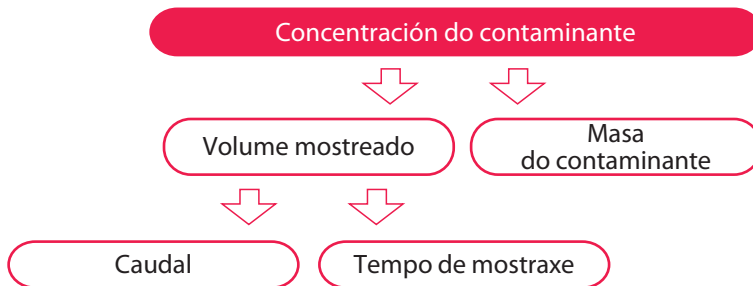 Concentración do contaminante
Volume mostreado
Masa
do contaminante
Caudal
Tempo de mostraxe